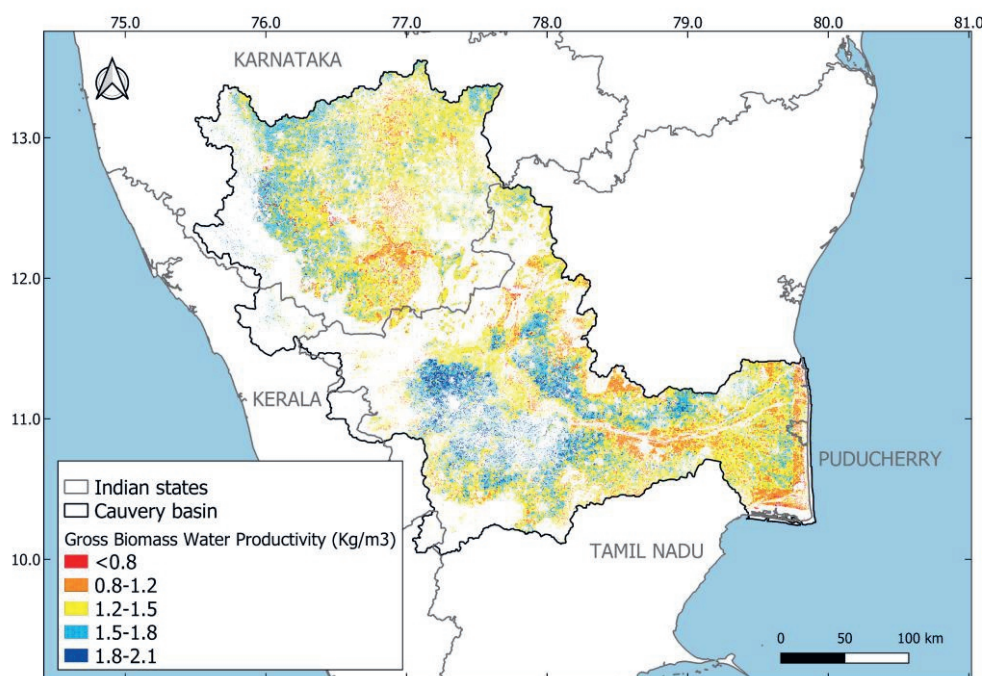 75.0 76.0 77.0 78.0 79.0 80.0 81.0
KARNATAKA
13.0
12.0
11.0
KERALA
PUDUCHERRY
TAMIL NADU
10.0
Indian states
Cauvery basin
Gross Biomass Water Productivity (Kg/m3)
<0.8
0.8-1.2
1.2-1.5
1.5-1.8
1.8-2.1
0 50 100 km